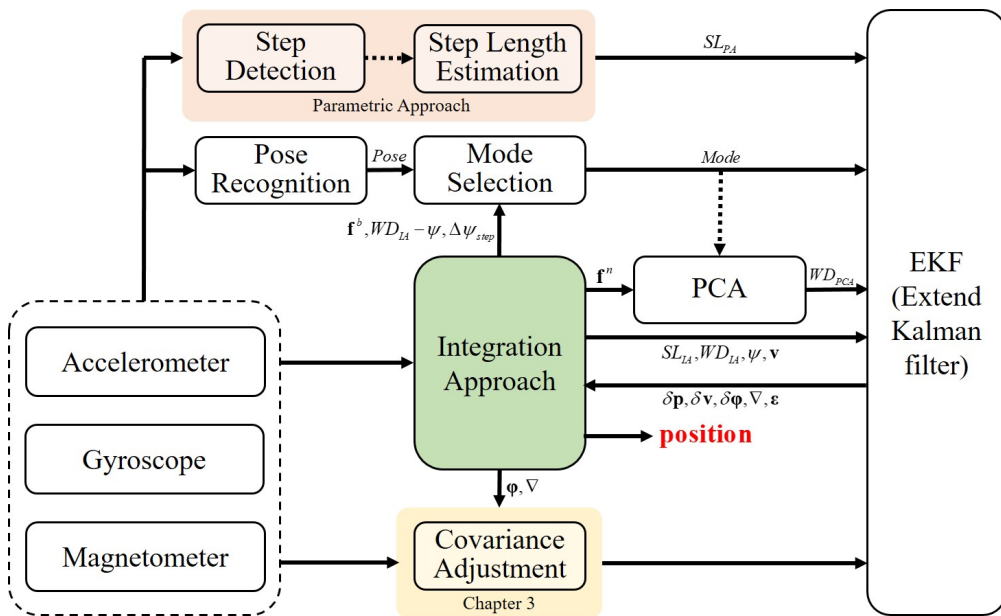 Step
Detection
Step Length
Estimation
SL_PA
Parametric Approach
Pose
Recognition
Pose
Mode
Selection
Mode
f^b, WD_IA − ψ, Δψ_step
f^n
PCA
WD_PCA
EKF
(Extend
Kalman
filter)
Accelerometer
Gyroscope
Magnetometer
Integration
Approach
SL_IA, WD_IA, ψ, v
δp, δv, δφ, ∇, ε
position
φ, ∇
Covariance
Adjustment
Chapter 3